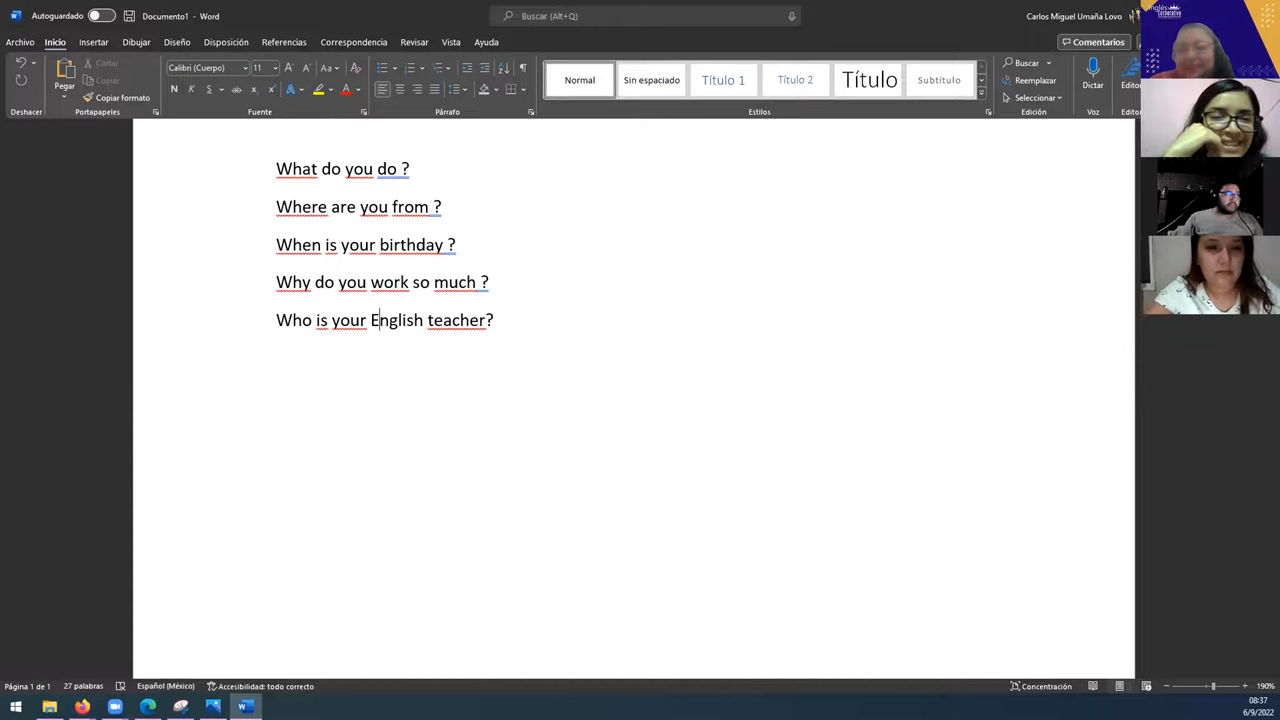 Autoguardado Documento1 - Word Buscar (Alt+Q) Carlos Miguel Umaña Lovo
Archivo Inicio Insertar Dibujar Diseño Disposición Referencias Correspondencia Revisar Vista Ayuda Comentarios
Pegar Cortar Copiar Copiar formato
Calibri (Cuerpo) 11
N K S
Normal Sin espaciado Título 1 Título 2 Título Subtítulo
Buscar Reemplazar Seleccionar Dictar
Deshacer Portapapeles Fuente Párrafo Estilos Edición Voz
What do you do ?
Where are you from ?
When is your birthday ?
Why do you work so much ?
Who is your English teacher?
Página 1 de 1 27 palabras Español (México) Accesibilidad: todo correcto Concentración 190%
08:37
6/9/2022